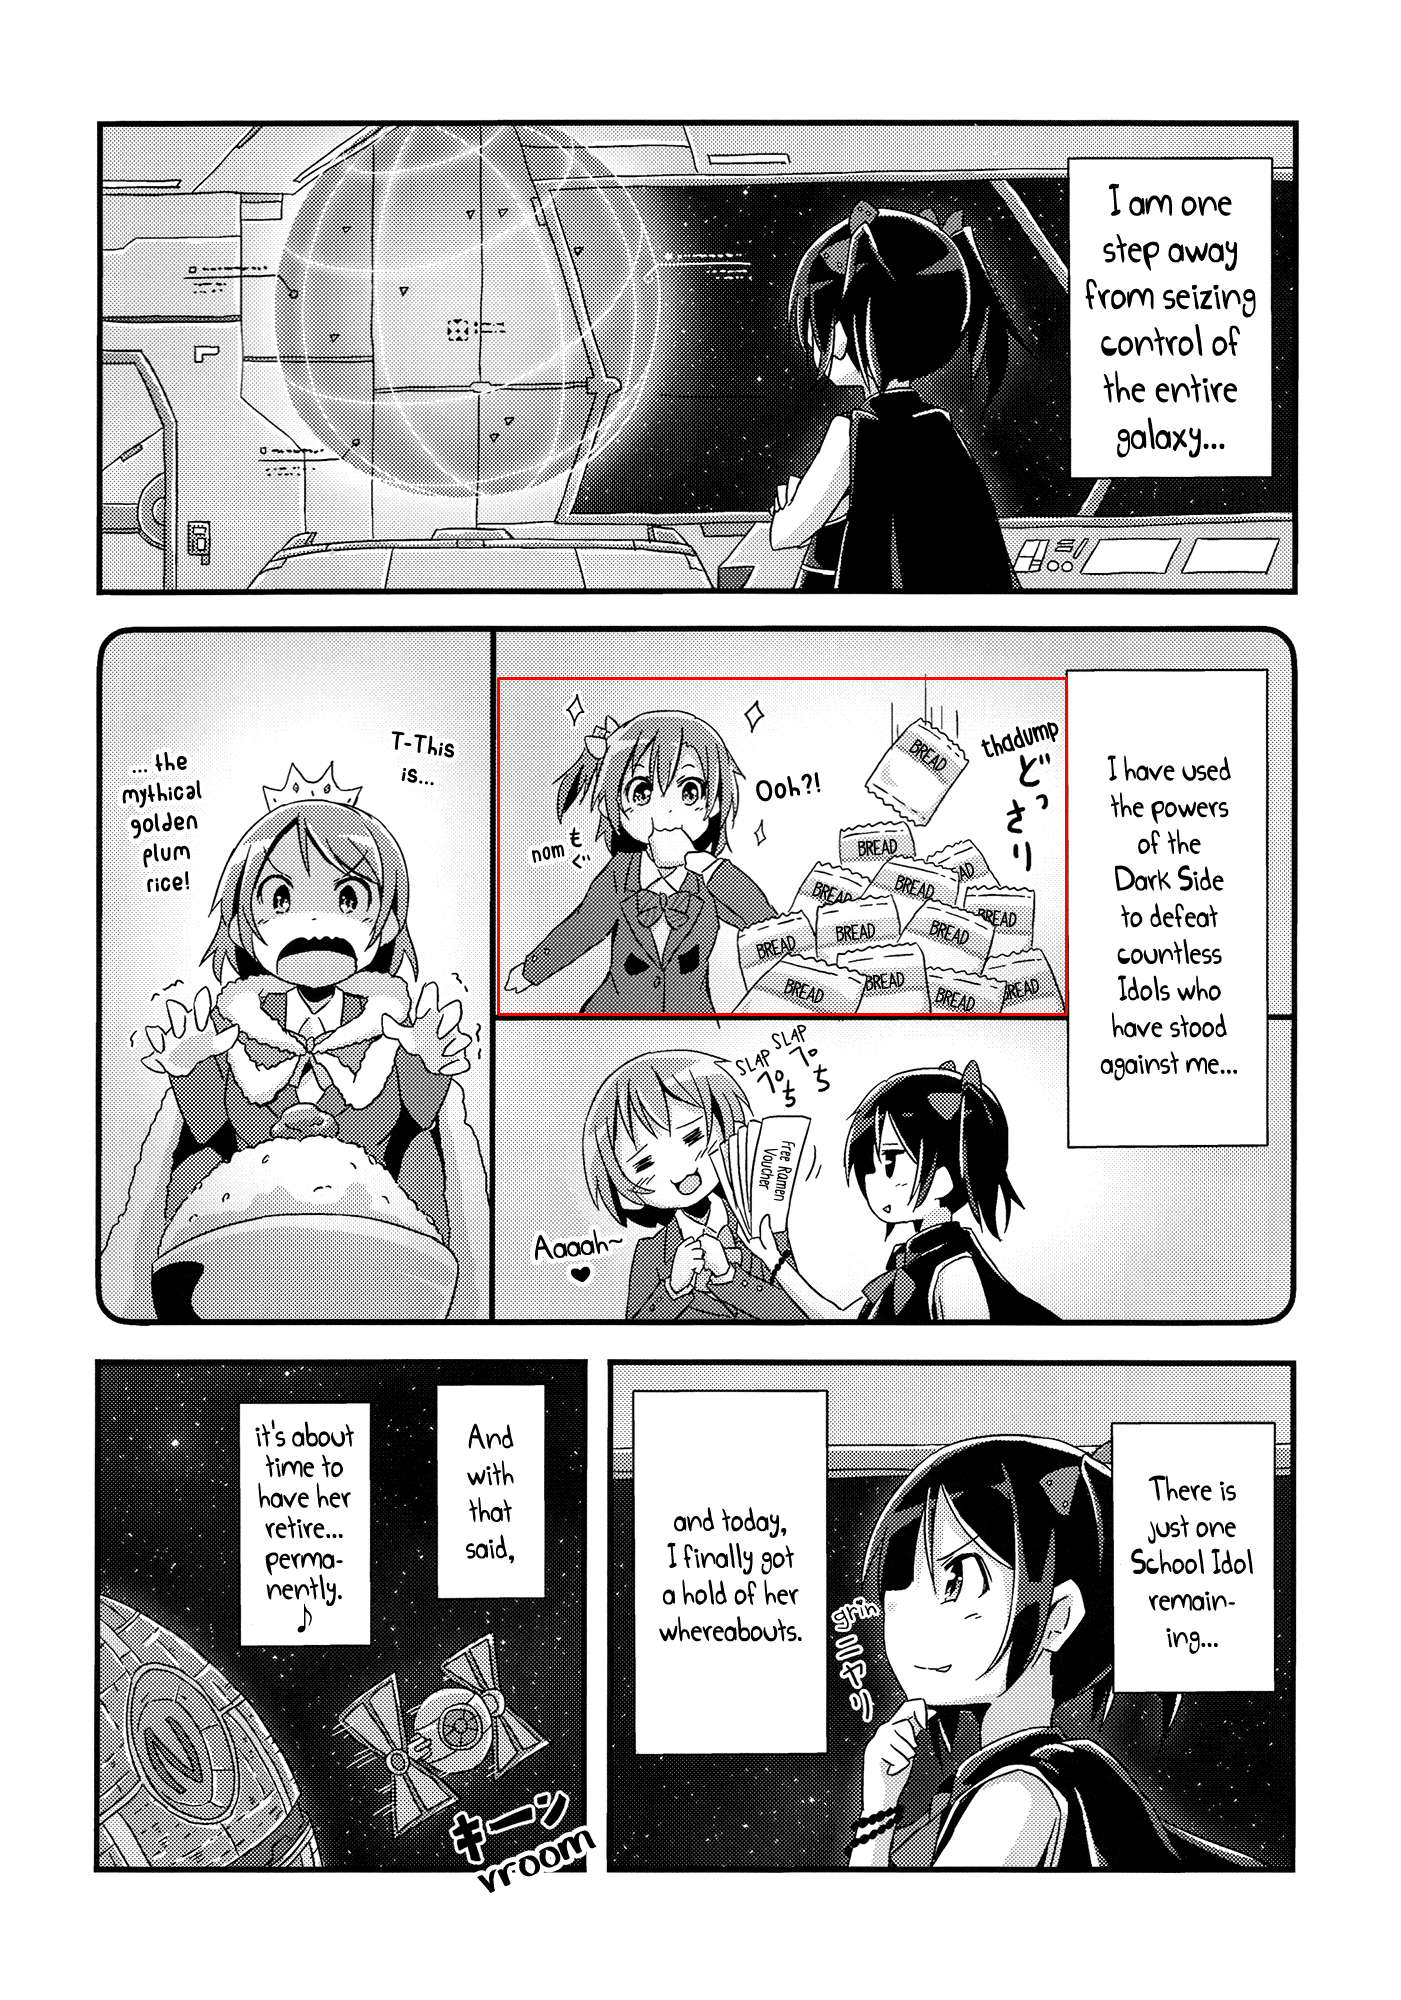 I am one
step away
from seizing
control of
the entire
galaxy...
I have used
the powers
of the
Dark Side
to defeat
countless
Idols who
have stood
against me...
thadump
どっさり
BREAD
BREAD
BREAD
BREAD
BREAD
BREAD
BREAD
BREAD
BREAD
BREAD
BREAD
BREAD
BREAD
Ooh?!
nom
もぐ
SLAP
SLAP
ぺち
ぺち
Free Ramen
Voucher
Aaaah~
♥
T-This
is...
... the
mythical
golden
plum
rice!
There is
just one
School Idol
remain-
ing...
grin
ニヤリ
and today,
I finally got
a hold of her
whereabouts.
And
with
that
said,
it's about
time to
have her
retire...
perma-
nently.
♪
N
キーン
vroom